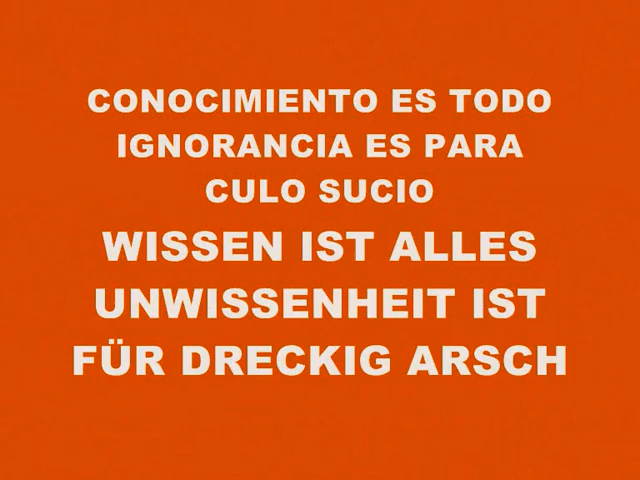 CONOCIMIENTO ES TODO
IGNORANCIA ES PARA
CULO SUCIO
WISSEN IST ALLES
UNWISSENHEIT IST
FÜR DRECKIG ARSCH